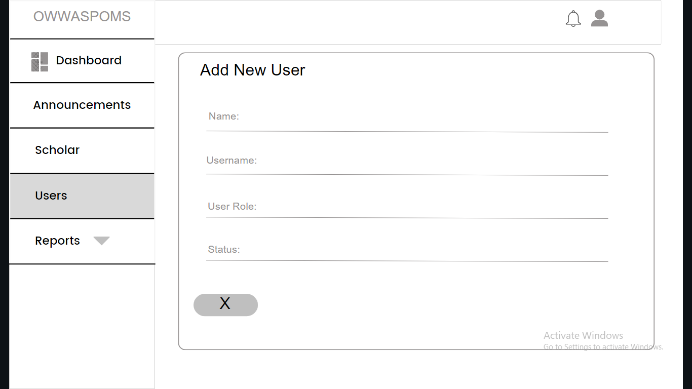 OWWASPOMS
Dashboard
Announcements
Scholar
Users
Reports
Add New User
Name:
Username:
User Role:
Status:
X
Activate Windows
Go to Settings to activate Windows.